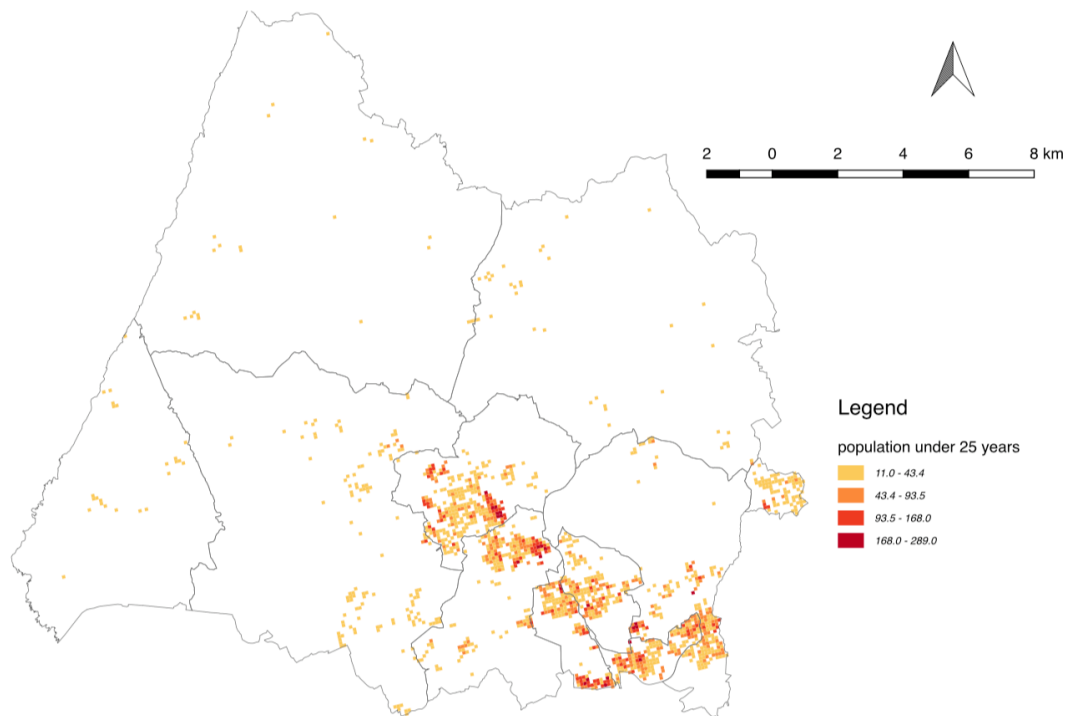 2 0 2 4 6 8 km
Legend
population under 25 years
11.0 - 43.4
43.4 - 93.5
93.5 - 168.0
168.0 - 289.0